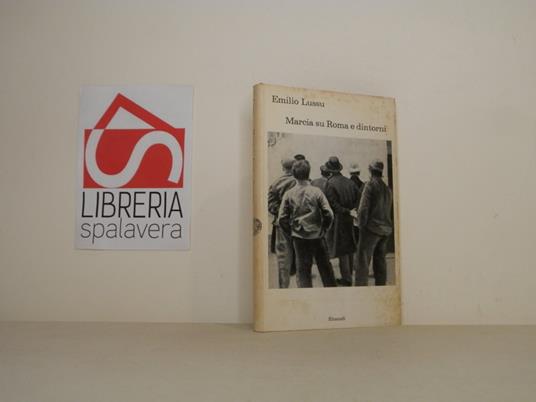 LIBRERIA
spalavera
Emilio Lussu
Marcia su Roma e dintorni
Einaudi